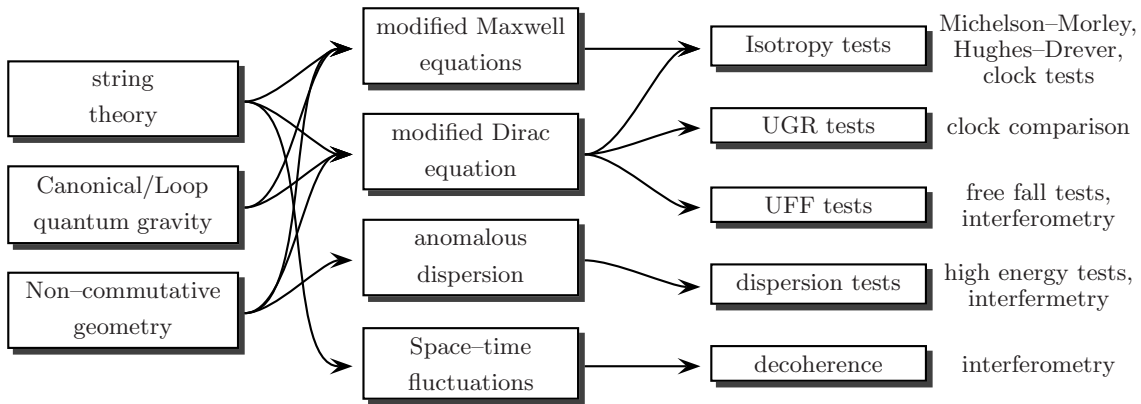 string
theory
Canonical/Loop
quantum gravity
Non–commutative
geometry
modified Maxwell
equations
modified Dirac
equation
anomalous
dispersion
Space–time
fluctuations
Isotropy tests
UGR tests
UFF tests
dispersion tests
decoherence
Michelson–Morley,
Hughes–Drever,
clock tests
clock comparison
free fall tests,
interferometry
high energy tests,
interfermetry
interferometry